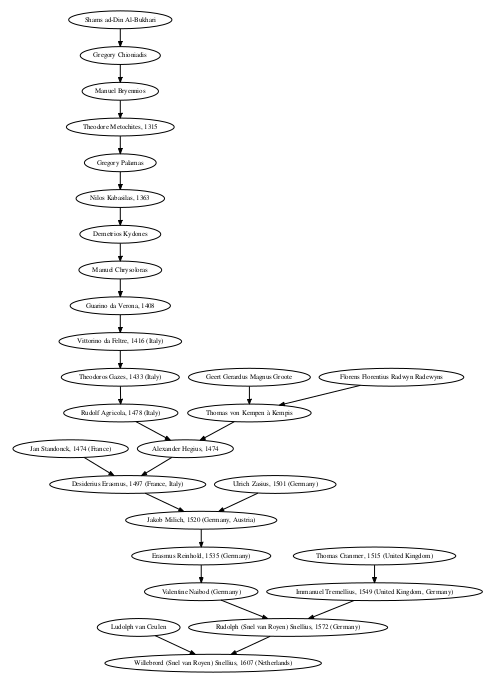 Shams ad-Din Al-Bukhari
Gregory Chioniadis
Manuel Bryennios
Theodore Metochites, 1315
Gregory Palamas
Nilos Kabasilas, 1363
Demetrios Kydones
Manuel Chrysoloras
Guarino da Verona, 1408
Vittorino da Feltre, 1416 (Italy)
Theodoros Gazes, 1433 (Italy) Geert Gerardus Magnus Groote Florens Florentius Radwyn Radewyns
Rudolf Agricola, 1478 (Italy) Thomas von Kempen à Kempis
Jan Standonck, 1474 (France) Alexander Hegius, 1474
Desiderius Erasmus, 1497 (France, Italy) Ulrich Zasius, 1501 (Germany)
Jakob Milich, 1520 (Germany, Austria)
Erasmus Reinhold, 1535 (Germany) Thomas Cranmer, 1515 (United Kingdom)
Valentine Naibod (Germany) Immanuel Tremellius, 1549 (United Kingdom, Germany)
Ludolph van Ceulen Rudolph (Snel van Royen) Snellius, 1572 (Germany)
Willebrord (Snel van Royen) Snellius, 1607 (Netherlands)